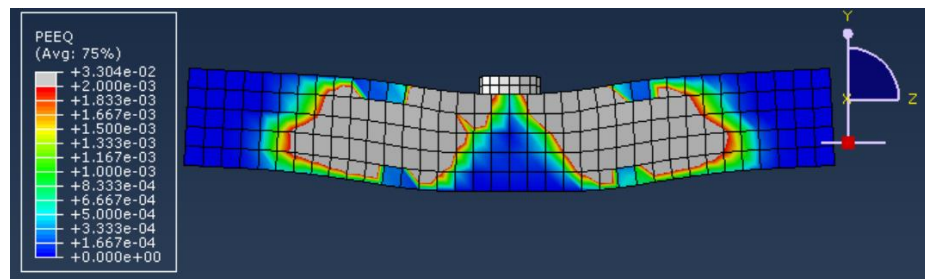 PEEQ
(Avg: 75%)
+3.304e-02
+2.000e-03
+1.833e-03
+1.667e-03
+1.500e-03
+1.333e-03
+1.167e-03
+1.000e-03
+8.333e-04
+6.667e-04
+5.000e-04
+3.333e-04
+1.667e-04
+0.000e+00
Y
X
Z